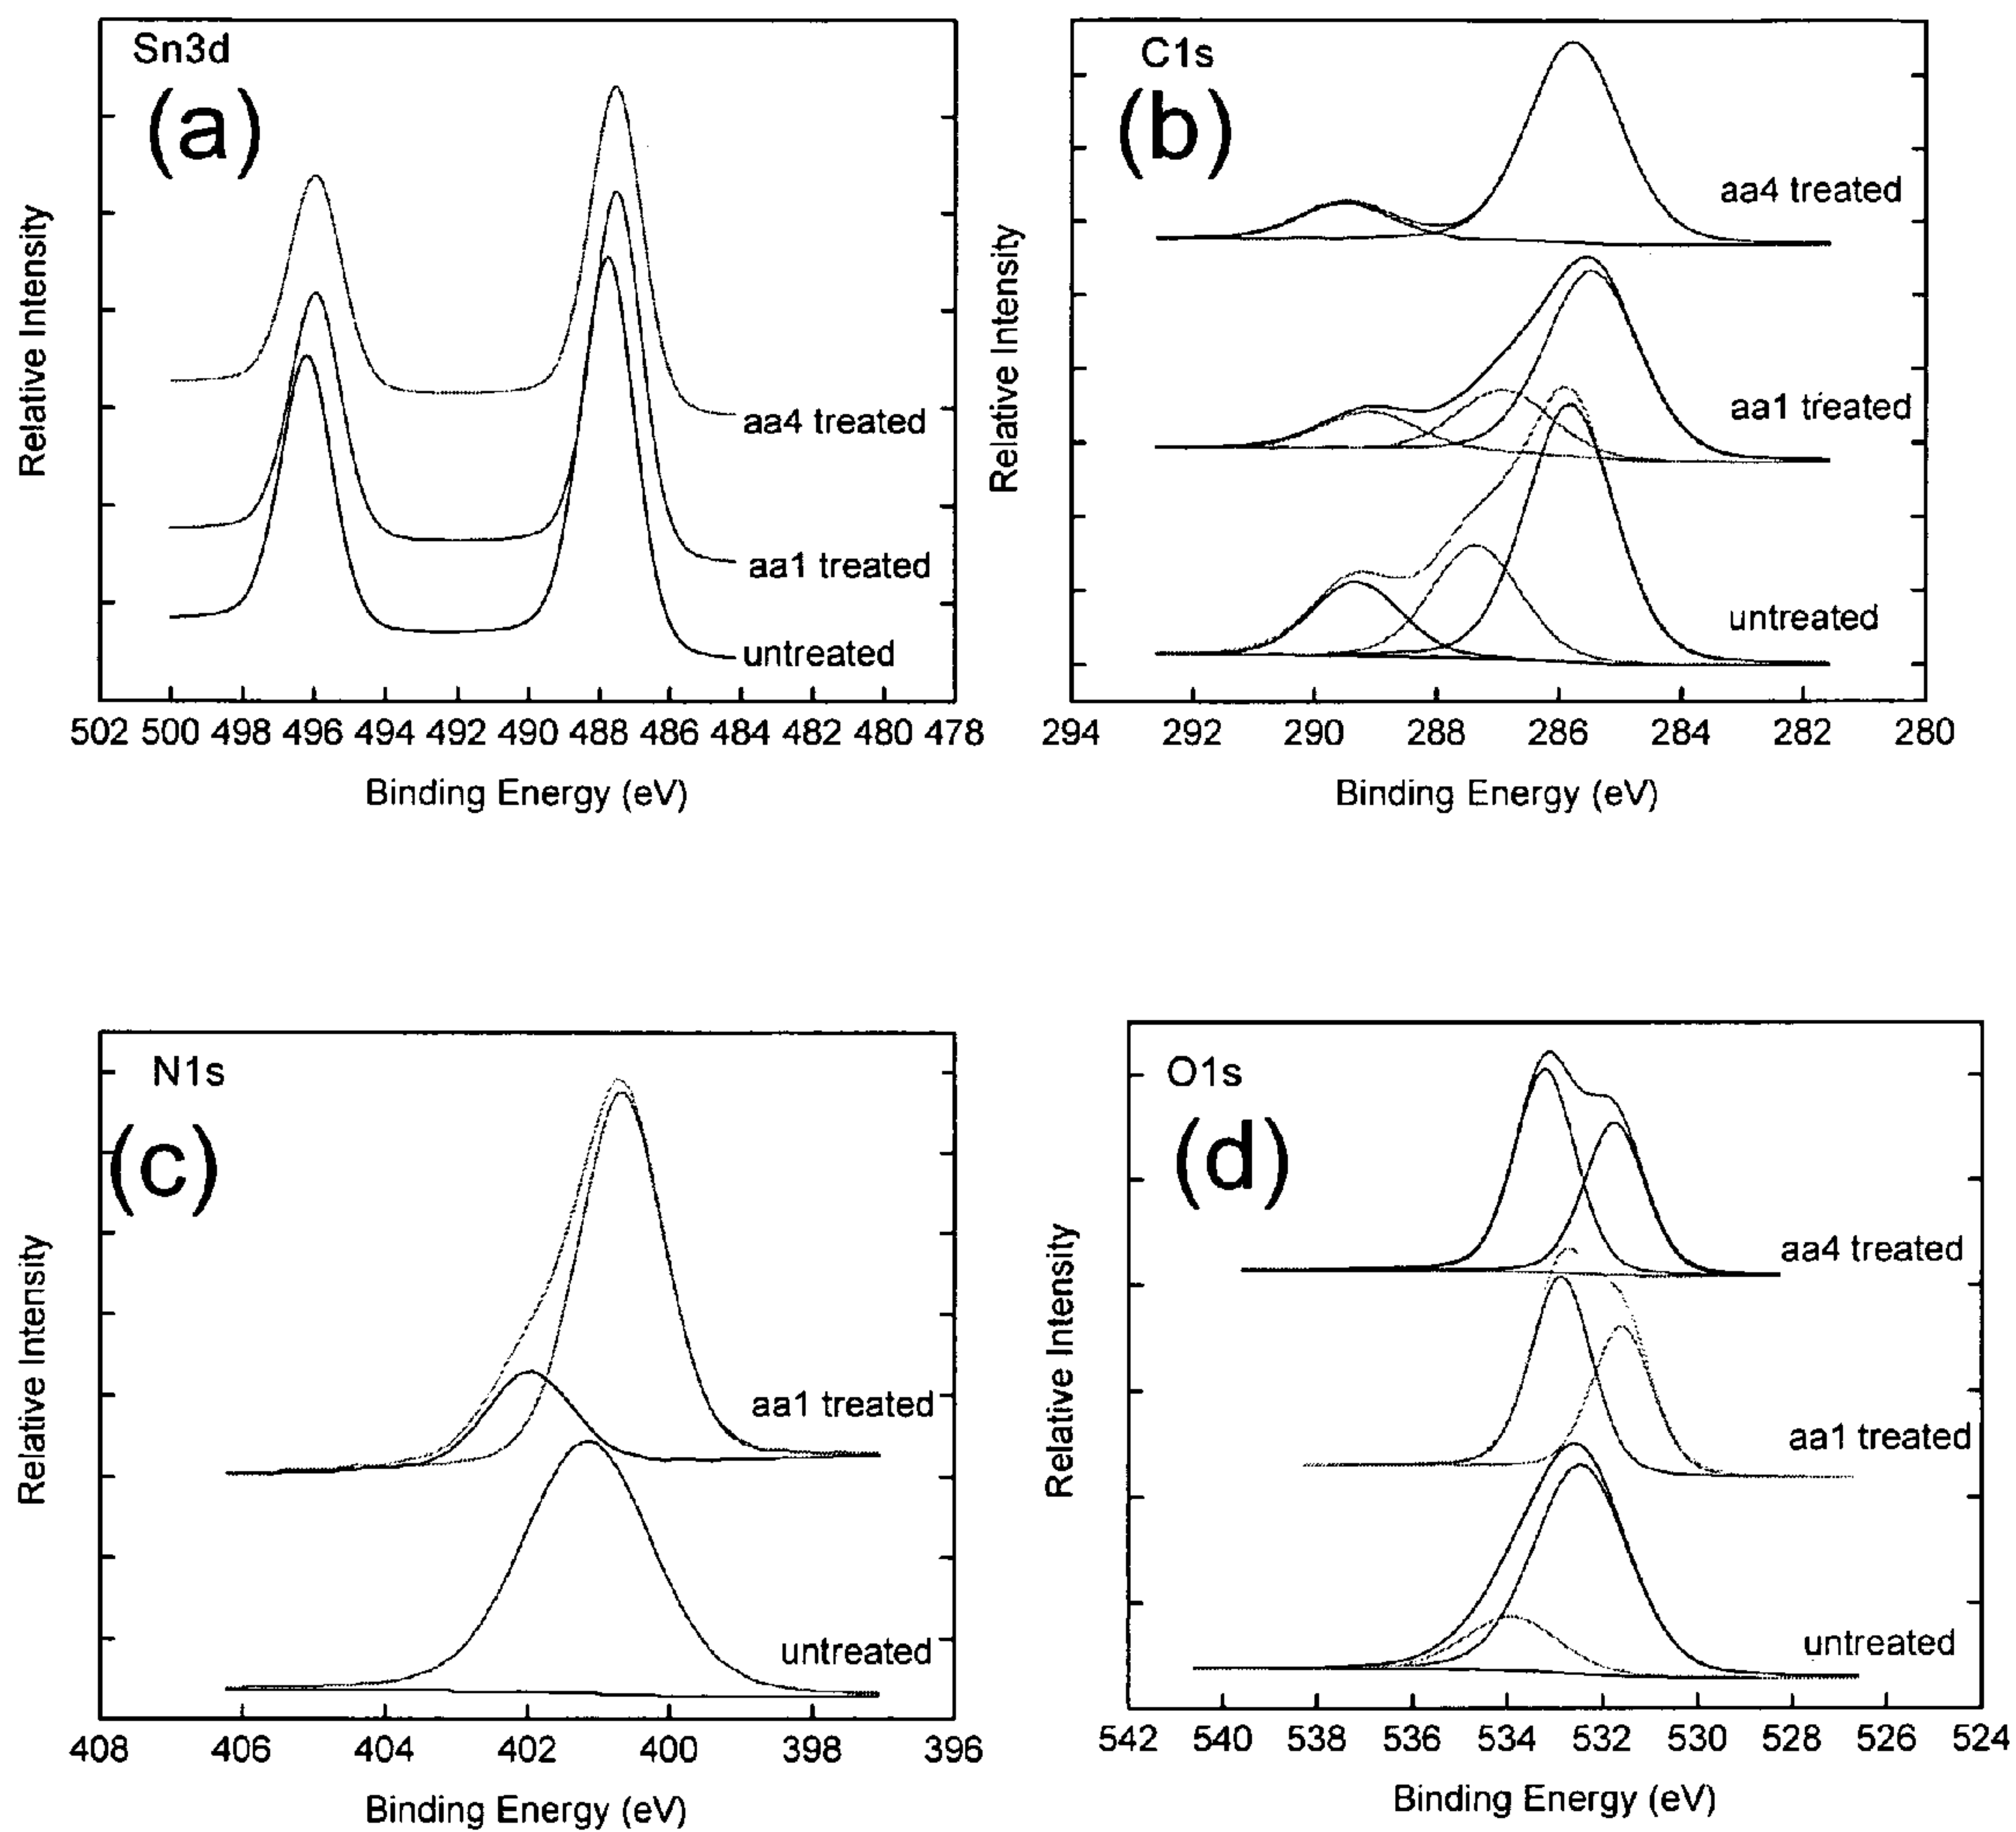 Sn3d
(a)
Relative Intensity
aa4 treated
aa1 treated
untreated
502 500 498 496 494 492 490 488 486 484 482 480 478
Binding Energy (eV)
C1s
(b)
Relative Intensity
aa4 treated
aa1 treated
untreated
294 292 290 288 286 284 282 280
Binding Energy (eV)
N1s
(c)
Relative Intensity
aa1 treated
untreated
408 406 404 402 400 398 396
Binding Energy (eV)
O1s
(d)
Relative Intensity
aa4 treated
aa1 treated
untreated
542 540 538 536 534 532 530 528 526 524
Binding Energy (eV)